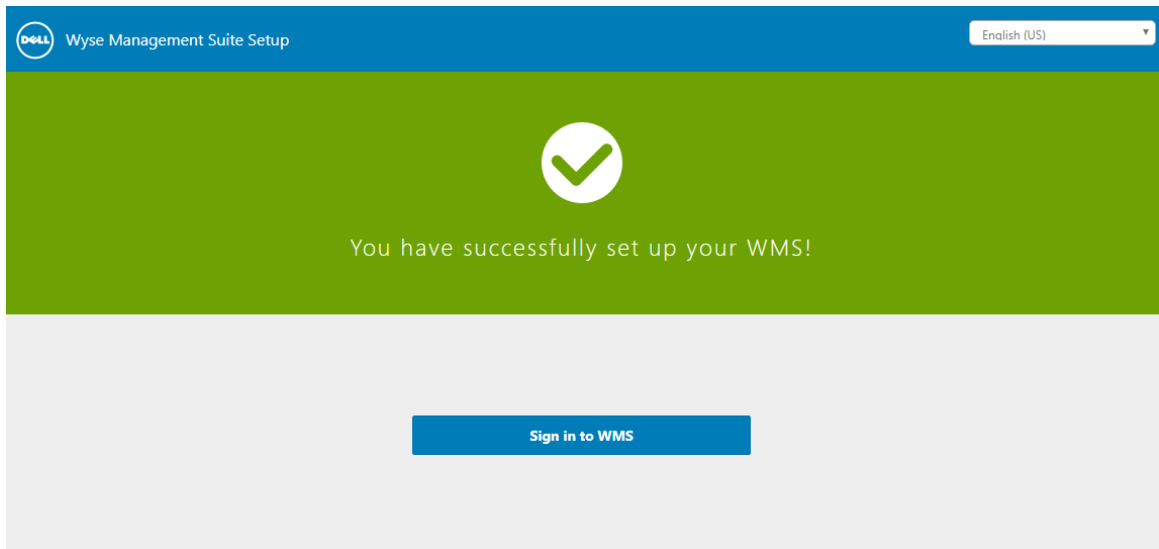 DELL
Wyse Management Suite Setup
English (US)
You have successfully set up your WMS!
Sign in to WMS